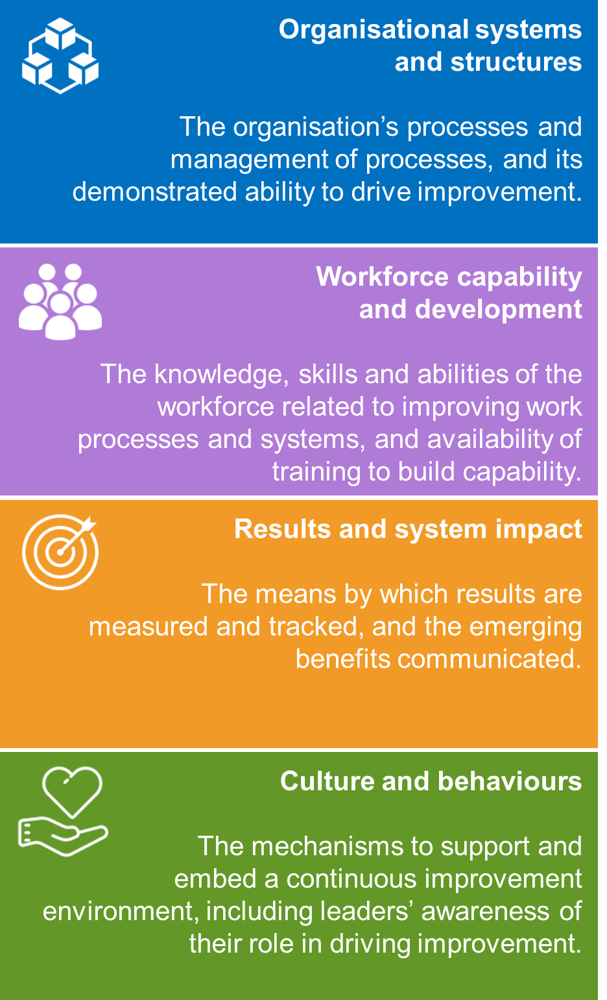 Organisational systems
and structures
The organisation’s processes and
management of processes, and its
demonstrated ability to drive improvement.
Workforce capability
and development
The knowledge, skills and abilities of the
workforce related to improving work
processes and systems, and availability of
training to build capability.
Results and system impact
The means by which results are
measured and tracked, and the emerging
benefits communicated.
Culture and behaviours
The mechanisms to support and
embed a continuous improvement
environment, including leaders’ awareness of
their role in driving improvement.